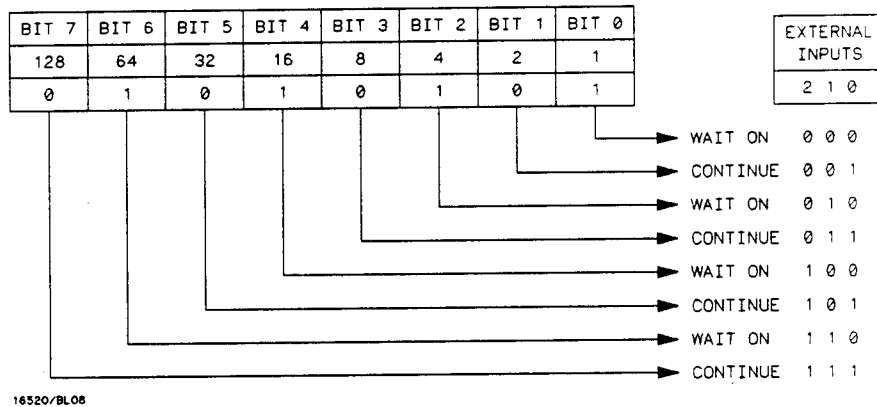 BIT 7 BIT 6 BIT 5 BIT 4 BIT 3 BIT 2 BIT 1 BIT 0
128 64 32 16 8 4 2 1
0 1 0 1 0 1 0 1
EXTERNAL
INPUTS
2 1 0
WAIT ON 0 0 0
CONTINUE 0 0 1
WAIT ON 0 1 0
CONTINUE 0 1 1
WAIT ON 1 0 0
CONTINUE 1 0 1
WAIT ON 1 1 0
CONTINUE 1 1 1
16520/BL08